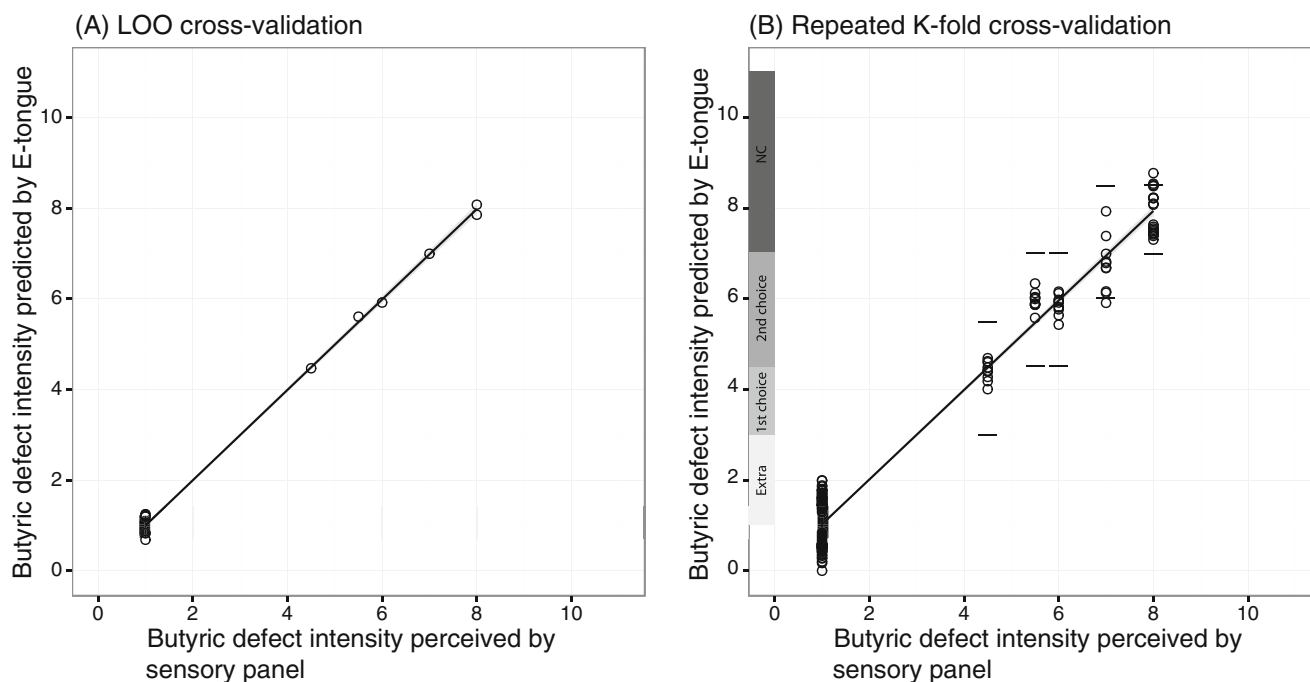 (A) LOO cross-validation
Butyric defect intensity predicted by E-tongue
10
8
6
4
2
0
0 2 4 6 8 10
Butyric defect intensity perceived by
sensory panel
(B) Repeated K-fold cross-validation
Butyric defect intensity predicted by E-tongue
10
8
6
4
2
0
NC
2nd choice
1st choice
Extra
0 2 4 6 8 10
Butyric defect intensity perceived by
sensory panel